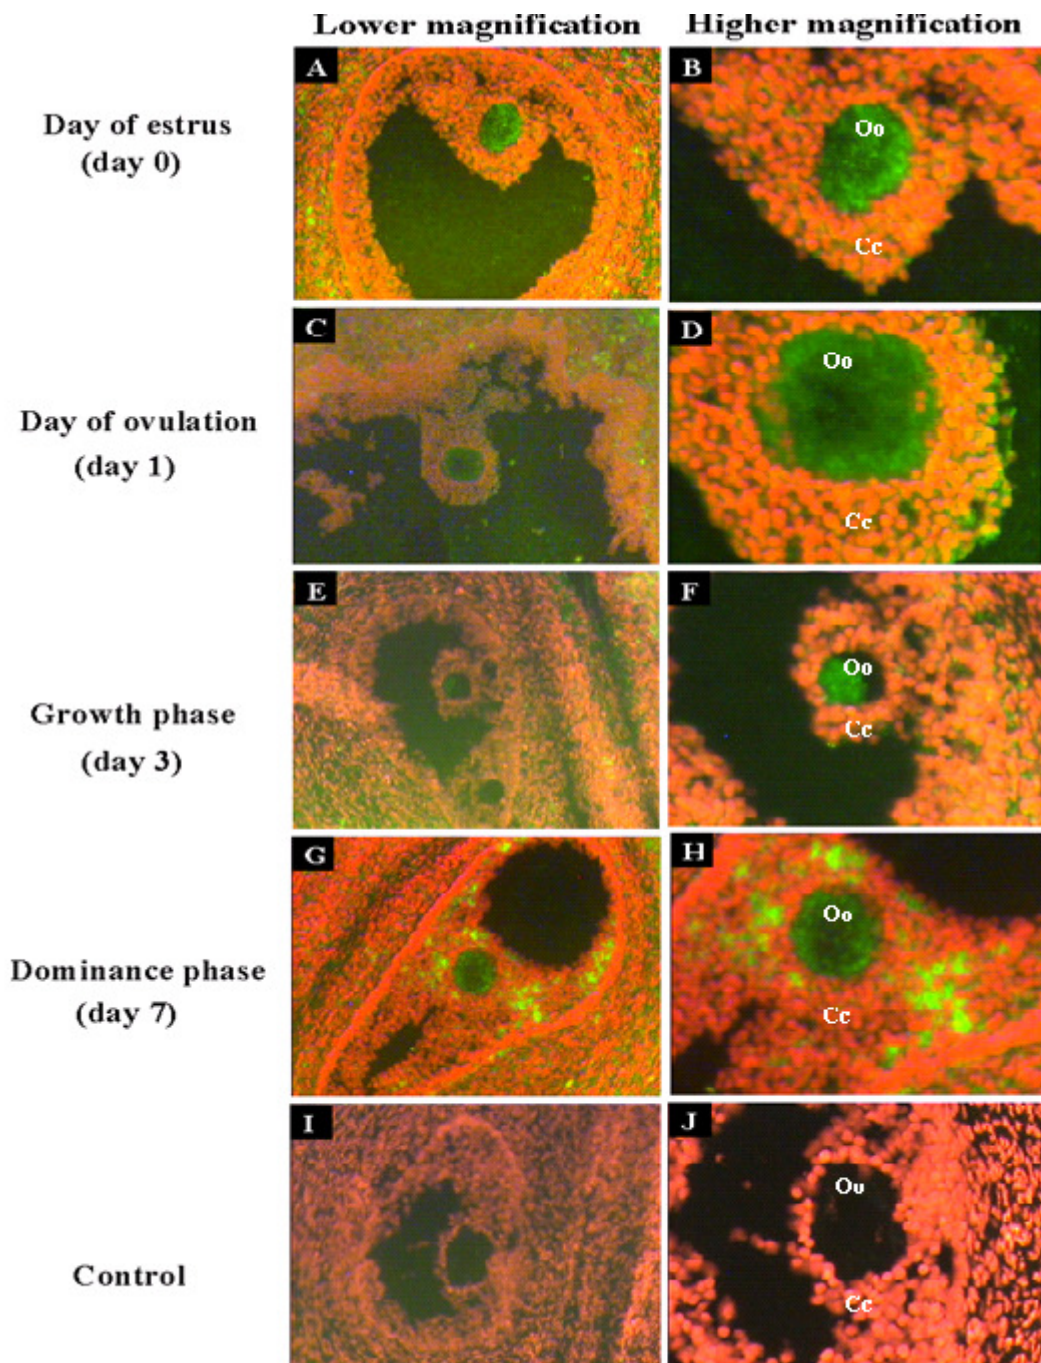 Lower magnification Higher magnification
A B
Day of estrus
(day 0)
Oo
Cc
C D
Day of ovulation
(day 1)
Oo
Cc
E F
Growth phase
(day 3)
Oo
Cc
G H
Dominance phase
(day 7)
Oo
Cc
I J
Control
Oo
Cc